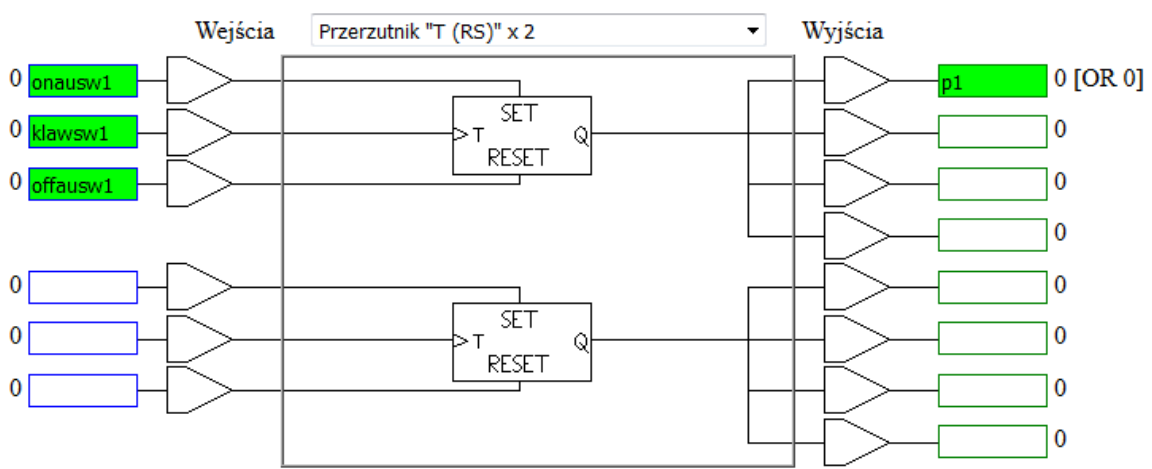 Wejścia Przerzutnik "T (RS)" x 2 Wyjścia
0 onausw1 p1 0 [OR 0]
SET
0 klawsw1 T Q 0
RESET
0 offausw1 0
0
0 0
SET
0 T Q 0
RESET
0 0
0